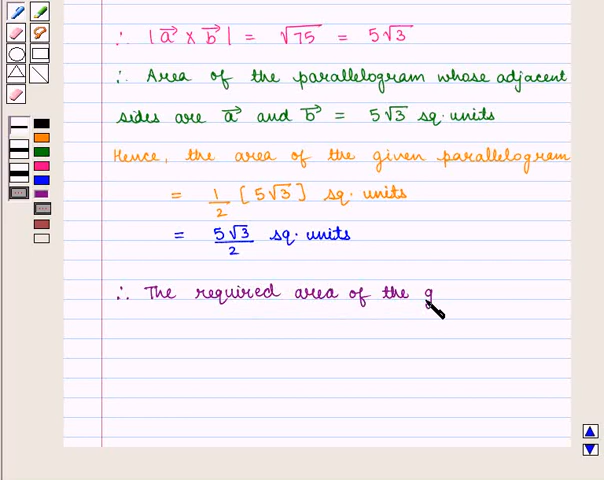 ∴ |a⃗ × b⃗| = √75 = 5√3
∴ Area of the parallelogram whose adjacent
sides are a⃗ and b⃗ = 5√3 sq. units
Hence, the area of the given parallelogram
= 1/2 [5√3] sq. units
= 5√3/2 sq. units
∴ The required area of the g